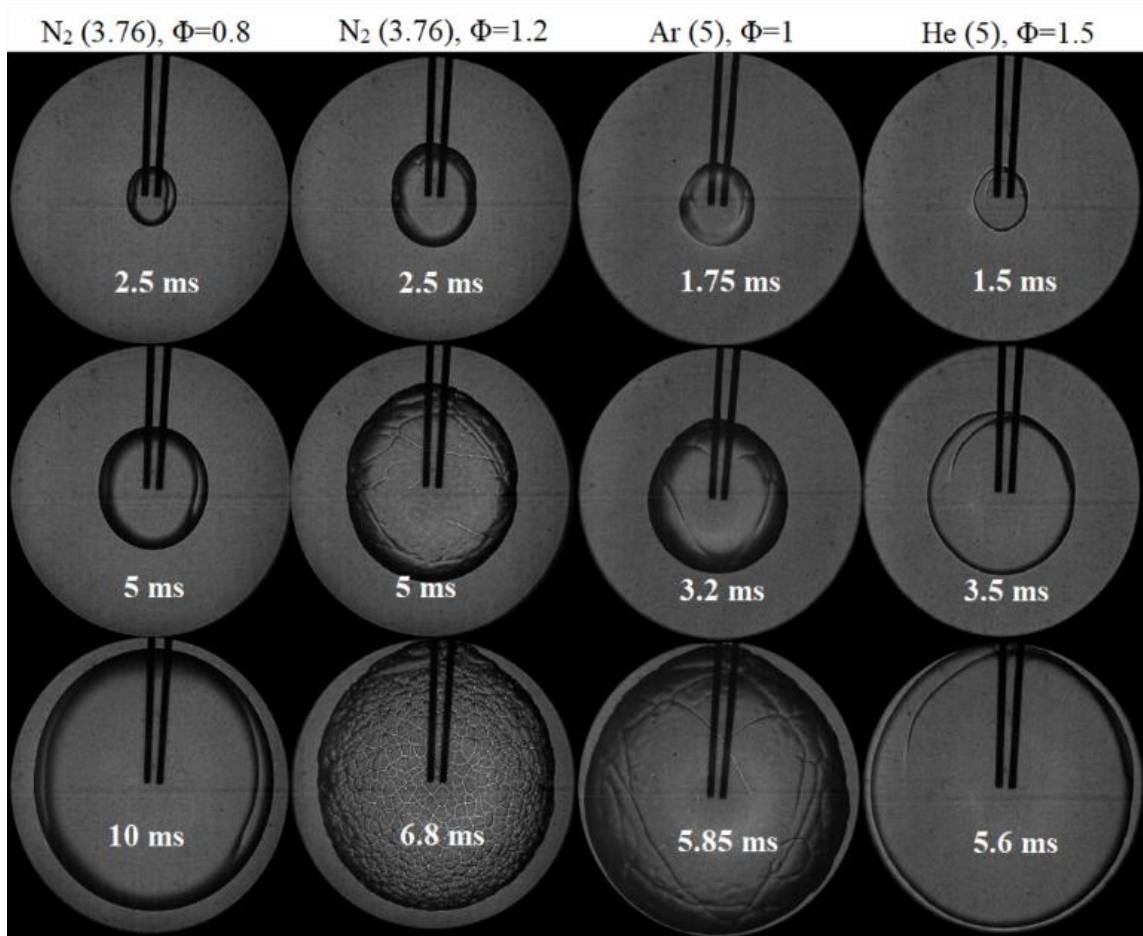 N₂ (3.76), Φ=0.8 N₂ (3.76), Φ=1.2 Ar (5), Φ=1 He (5), Φ=1.5
2.5 ms 2.5 ms 1.75 ms 1.5 ms
5 ms 5 ms 3.2 ms 3.5 ms
10 ms 6.8 ms 5.85 ms 5.6 ms